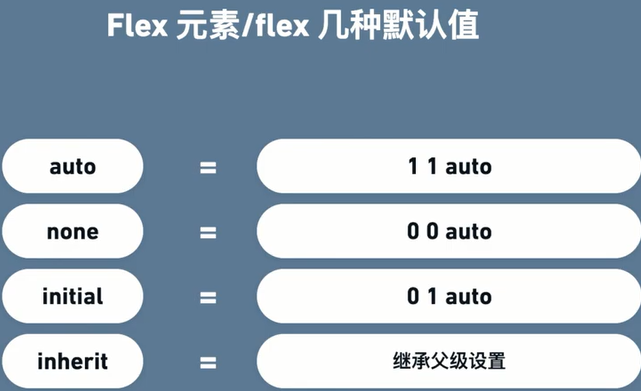 Flex 元素/flex 几种默认值
auto = 1 1 auto
none = 0 0 auto
initial = 0 1 auto
inherit = 继承父级设置